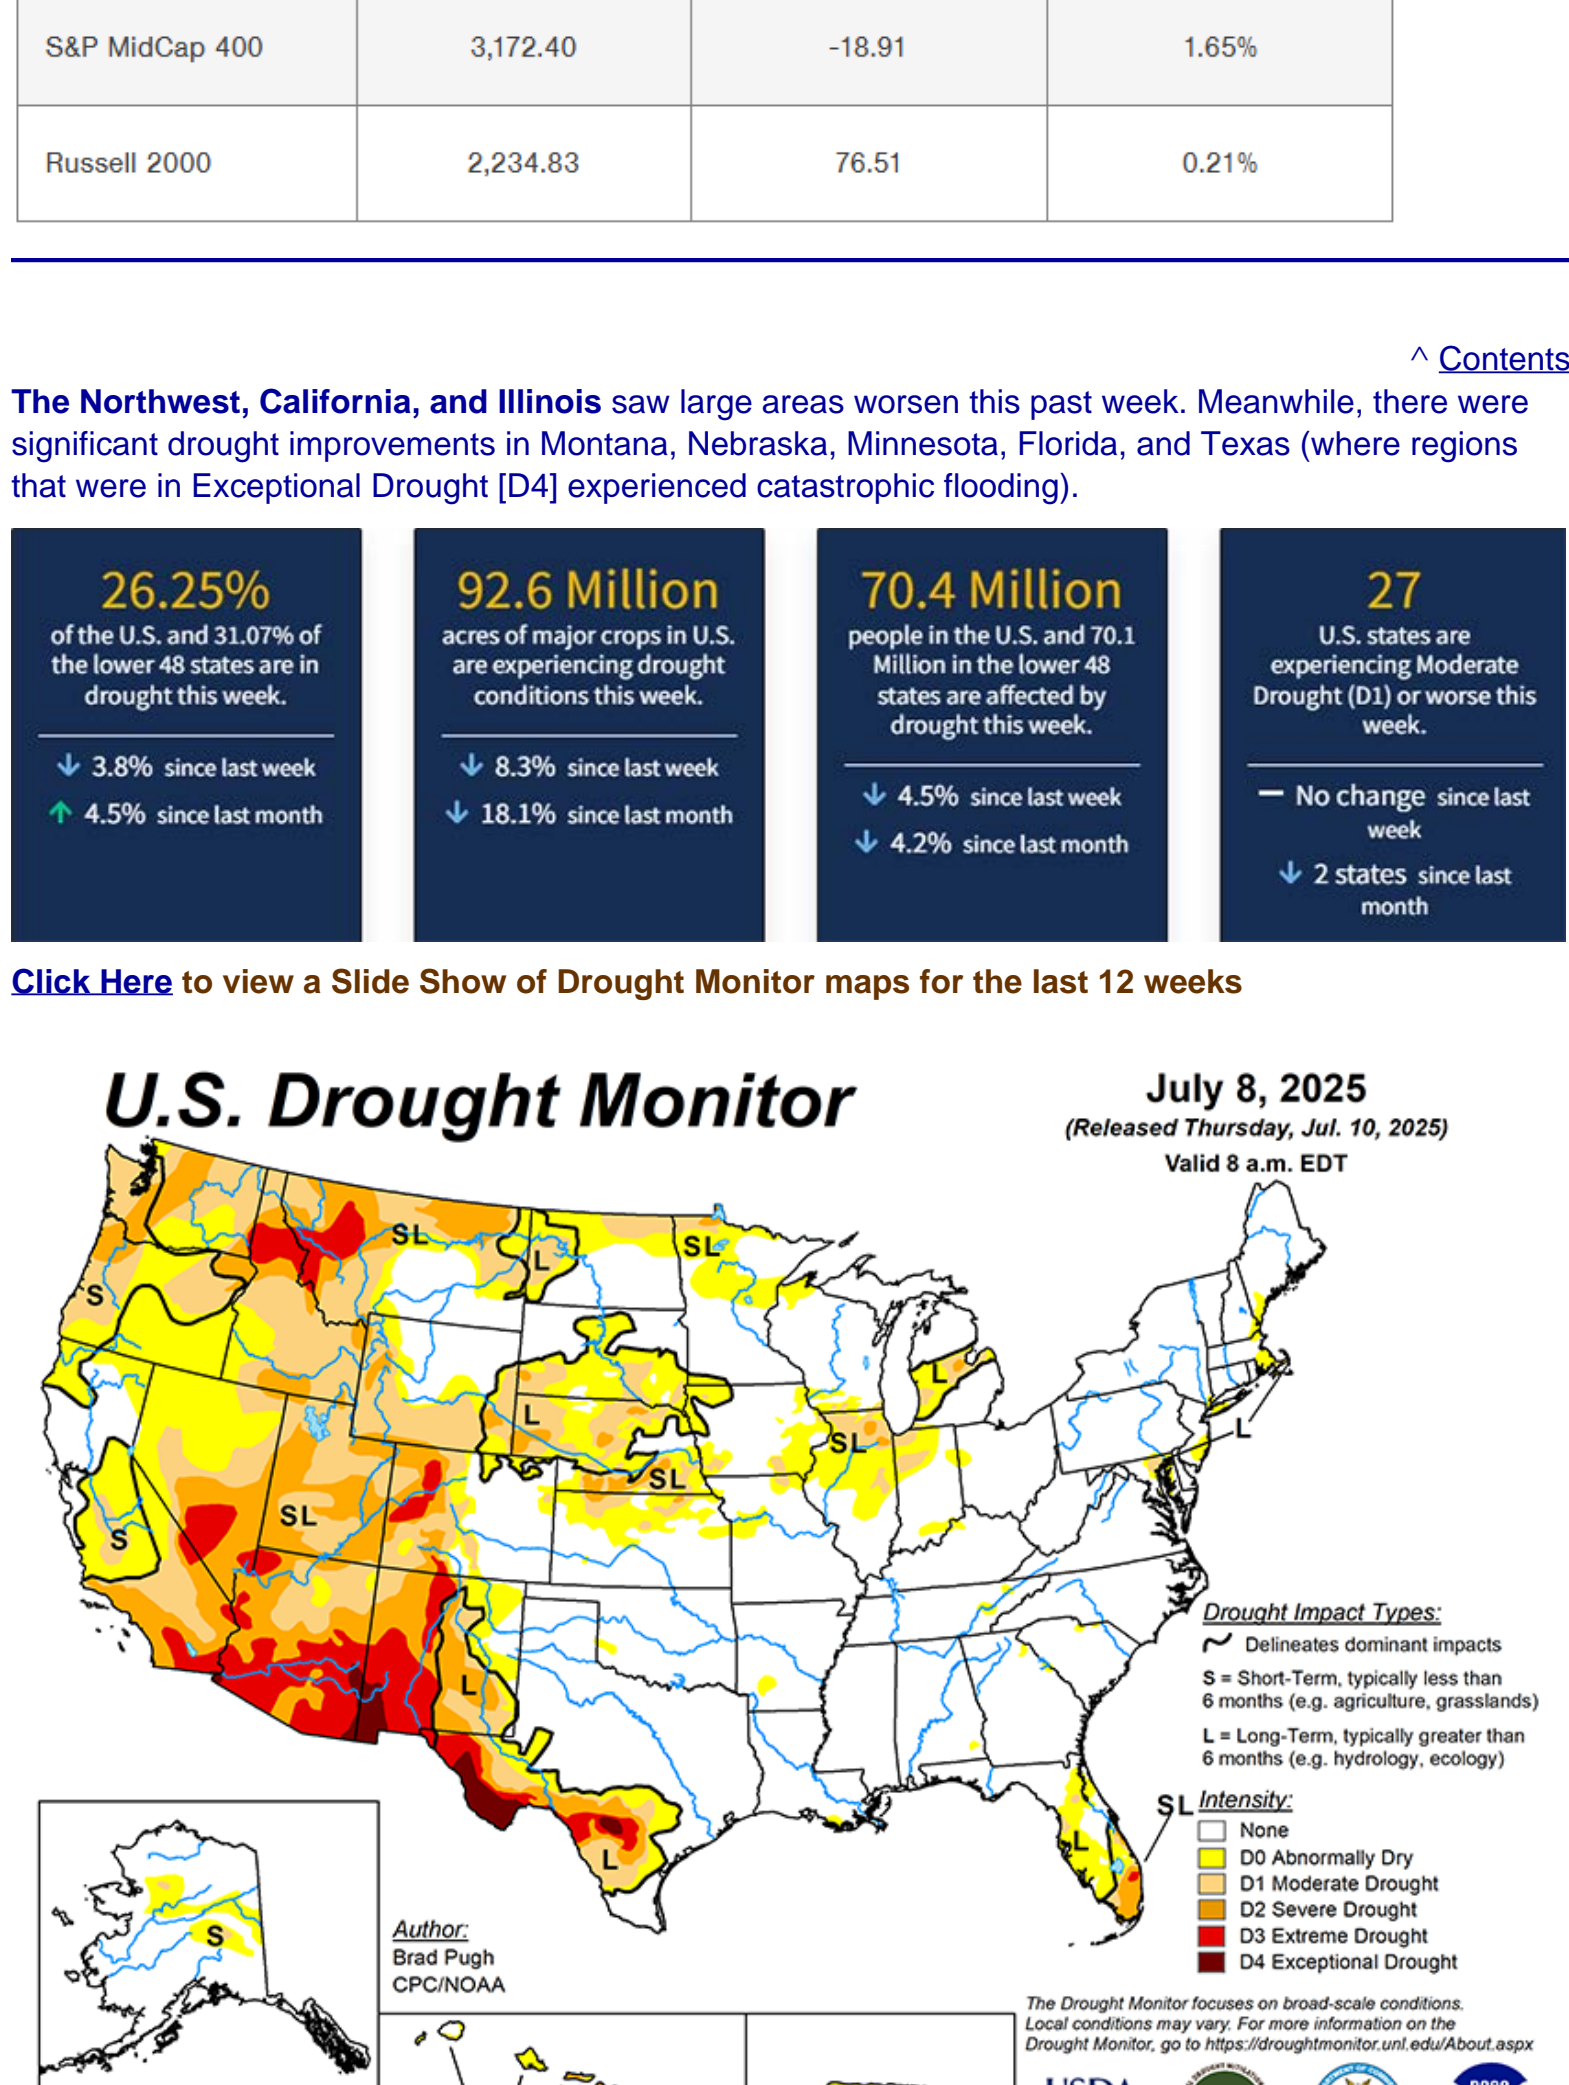 S&P MidCap 400 3,172.40 -18.91 1.65%
Russell 2000 2,234.83 76.51 0.21%
^ Contents
The Northwest, California, and Illinois saw large areas worsen this past week. Meanwhile, there were
significant drought improvements in Montana, Nebraska, Minnesota, Florida, and Texas (where regions
that were in Exceptional Drought [D4] experienced catastrophic flooding).
26.25%
of the U.S. and 31.07% of
the lower 48 states are in
drought this week.
3.8% since last week
4.5% since last month
92.6 Million
acres of major crops in U.S.
are experiencing drought
conditions this week.
8.3% since last week
18.1% since last month
70.4 Million
people in the U.S. and 70.1
Million in the lower 48
states are affected by
drought this week.
4.5% since last week
4.2% since last month
27
U.S. states are
experiencing Moderate
Drought (D1) or worse this
week.
No change since last
week
2 states since last
month
Click Here to view a Slide Show of Drought Monitor maps for the last 12 weeks
U.S. Drought Monitor
July 8, 2025
(Released Thursday, Jul. 10, 2025)
Valid 8 a.m. EDT
SL
L
SL
S
L
L
L
SL
SL
SL
S
L
L
L
SL
L
S
Drought Impact Types:
Delineates dominant impacts
S = Short-Term, typically less than
6 months (e.g. agriculture, grasslands)
L = Long-Term, typically greater than
6 months (e.g. hydrology, ecology)
Intensity:
None
D0 Abnormally Dry
D1 Moderate Drought
D2 Severe Drought
D3 Extreme Drought
D4 Exceptional Drought
Author:
Brad Pugh
CPC/NOAA
The Drought Monitor focuses on broad-scale conditions.
Local conditions may vary. For more information on the
Drought Monitor, go to https://droughtmonitor.unl.edu/About.aspx
USDA